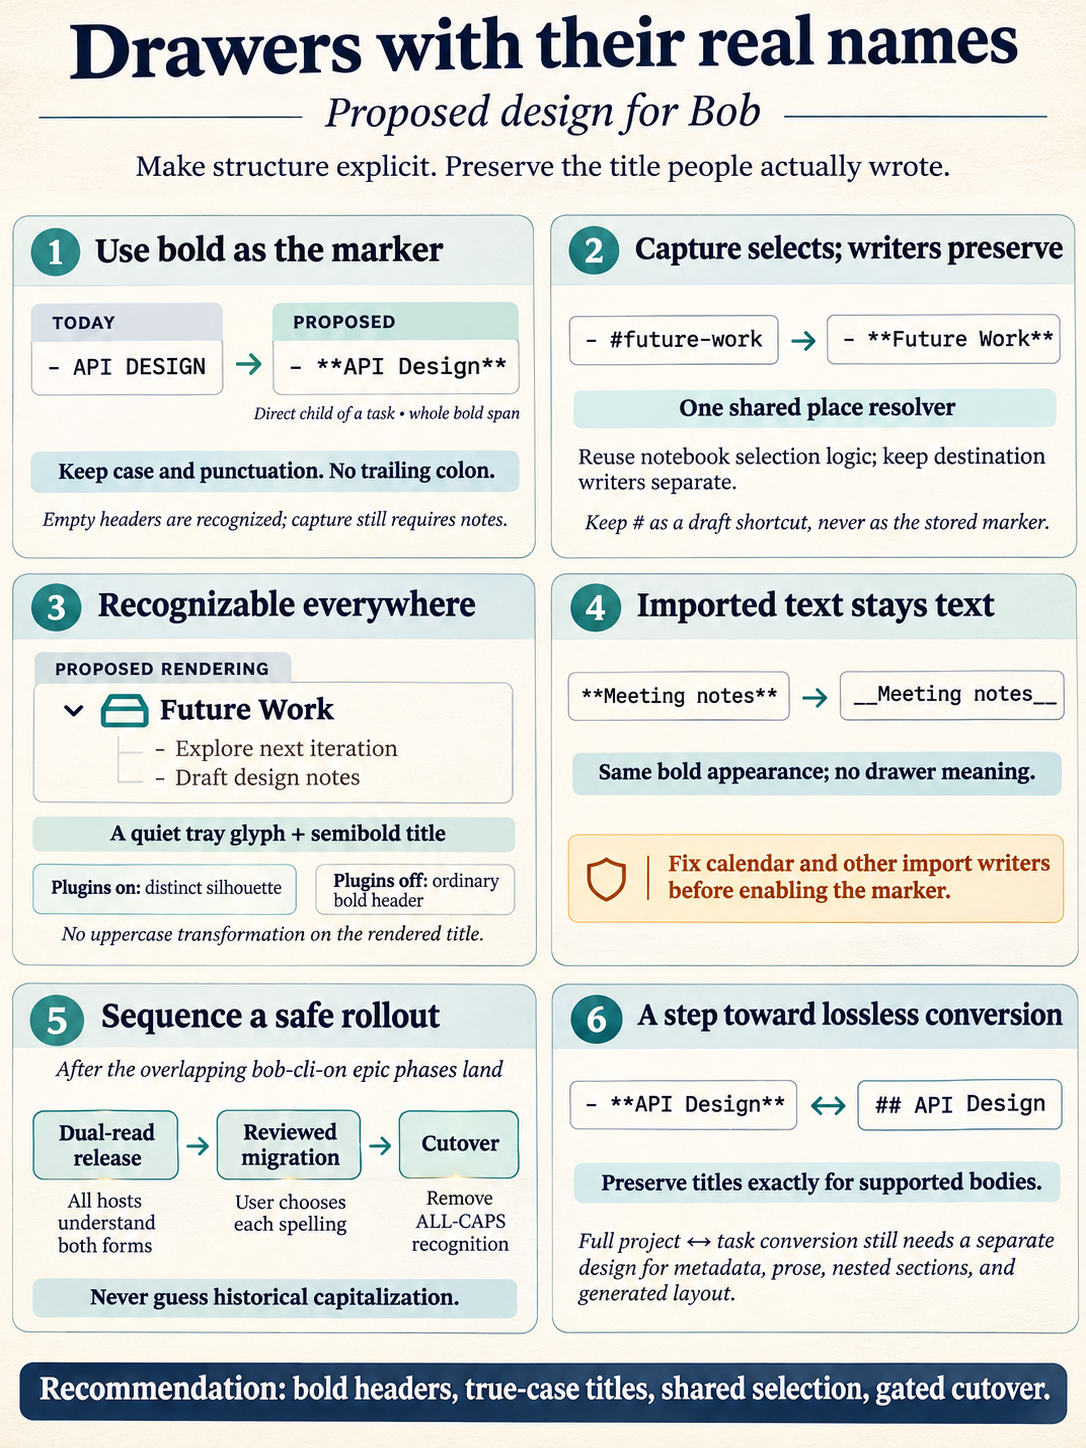 Drawers with their real names
Proposed design for Bob
Make structure explicit. Preserve the title people actually wrote.
1 Use bold as the marker
TODAY
- API DESIGN
→
PROPOSED
- **API Design**
Direct child of a task • whole bold span
Keep case and punctuation. No trailing colon.
Empty headers are recognized; capture still requires notes.
2 Capture selects; writers preserve
- #future-work → - **Future Work**
One shared place resolver
Reuse notebook selection logic; keep destination
writers separate.
Keep # as a draft shortcut, never as the stored marker.
3 Recognizable everywhere
PROPOSED RENDERING
Future Work
- Explore next iteration
- Draft design notes
A quiet tray glyph + semibold title
Plugins on: distinct silhouette
Plugins off: ordinary
bold header
No uppercase transformation on the rendered title.
4 Imported text stays text
**Meeting notes** → __Meeting notes__
Same bold appearance; no drawer meaning.
Fix calendar and other import writers
before enabling the marker.
5 Sequence a safe rollout
After the overlapping bob-cli-on epic phases land
Dual-read
release
→
Reviewed
migration
→
Cutover
All hosts
understand
both forms
User chooses
each spelling
Remove
ALL-CAPS
recognition
Never guess historical capitalization.
6 A step toward lossless conversion
- **API Design** ↔ ## API Design
Preserve titles exactly for supported bodies.
Full project ↔ task conversion still needs a separate
design for metadata, prose, nested sections, and
generated layout.
Recommendation: bold headers, true-case titles, shared selection, gated cutover.